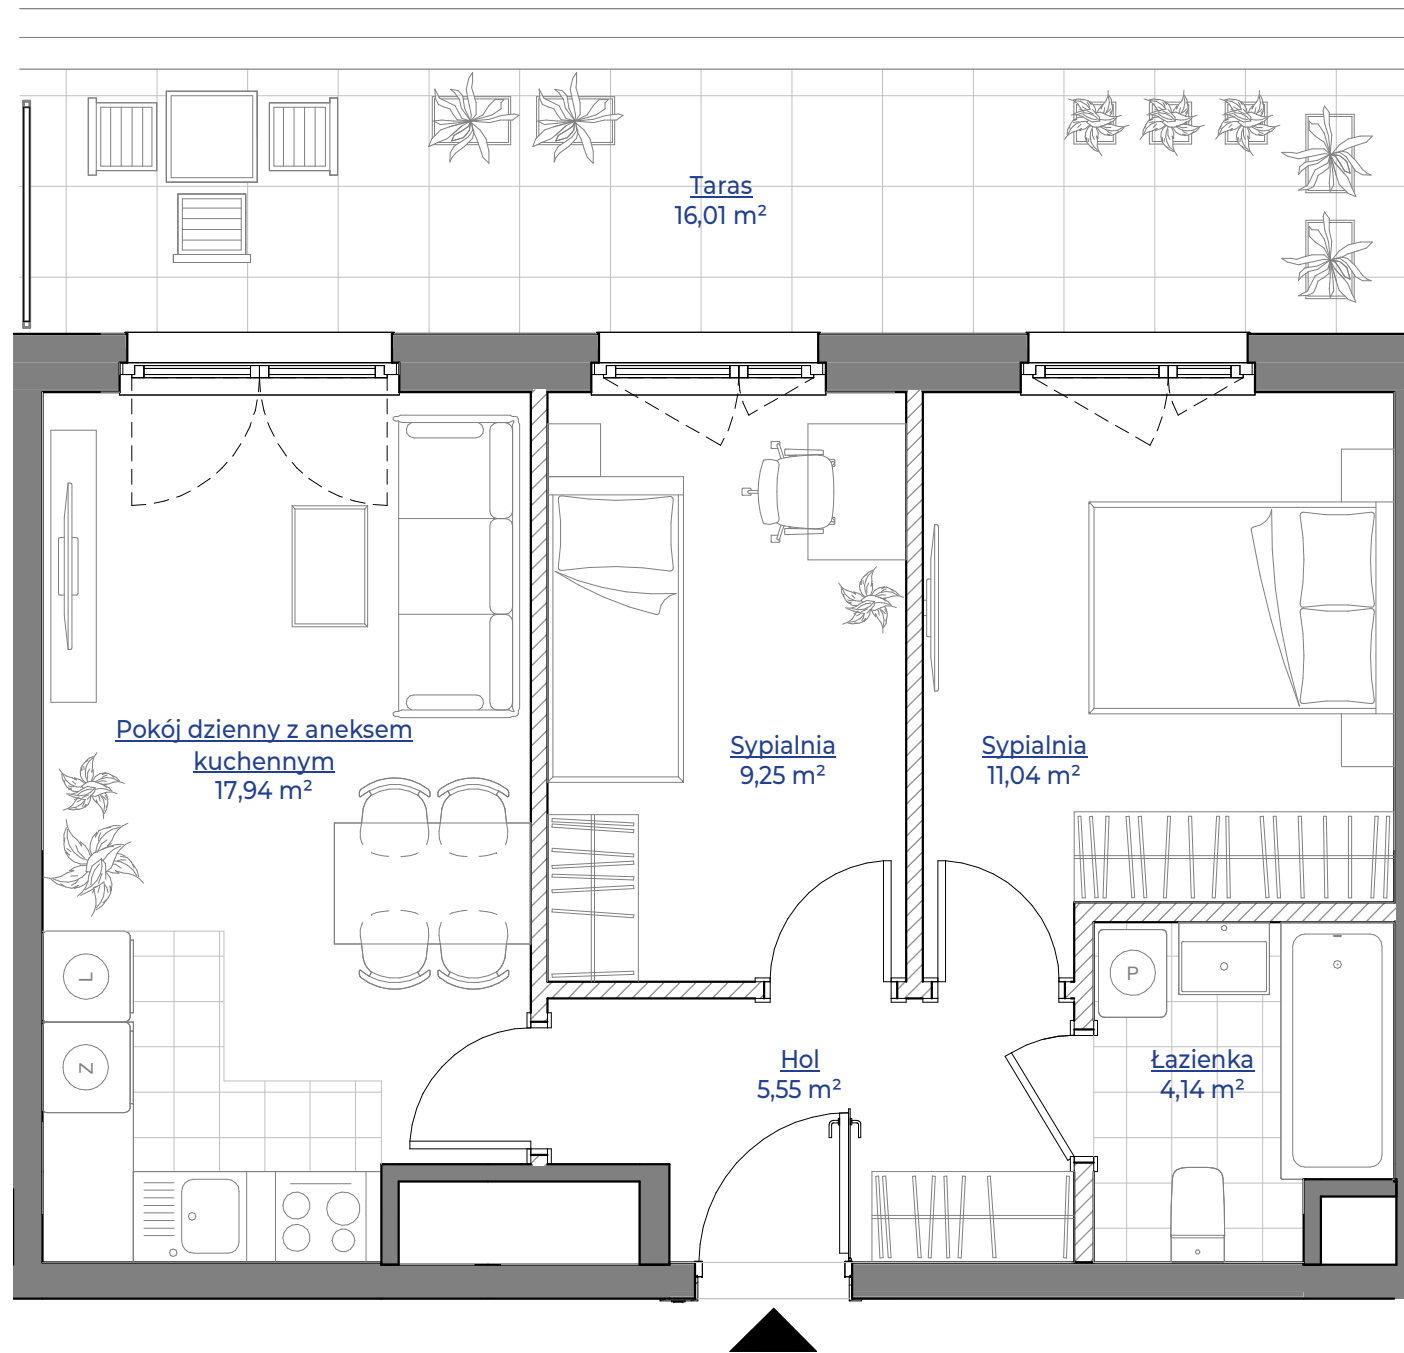 Taras
16,01 m²
Pokój dzienny z aneksem
kuchennym
17,94 m²
Sypialnia
9,25 m²
Sypialnia
11,04 m²
L
Z
P
Hol
5,55 m²
Łazienka
4,14 m²